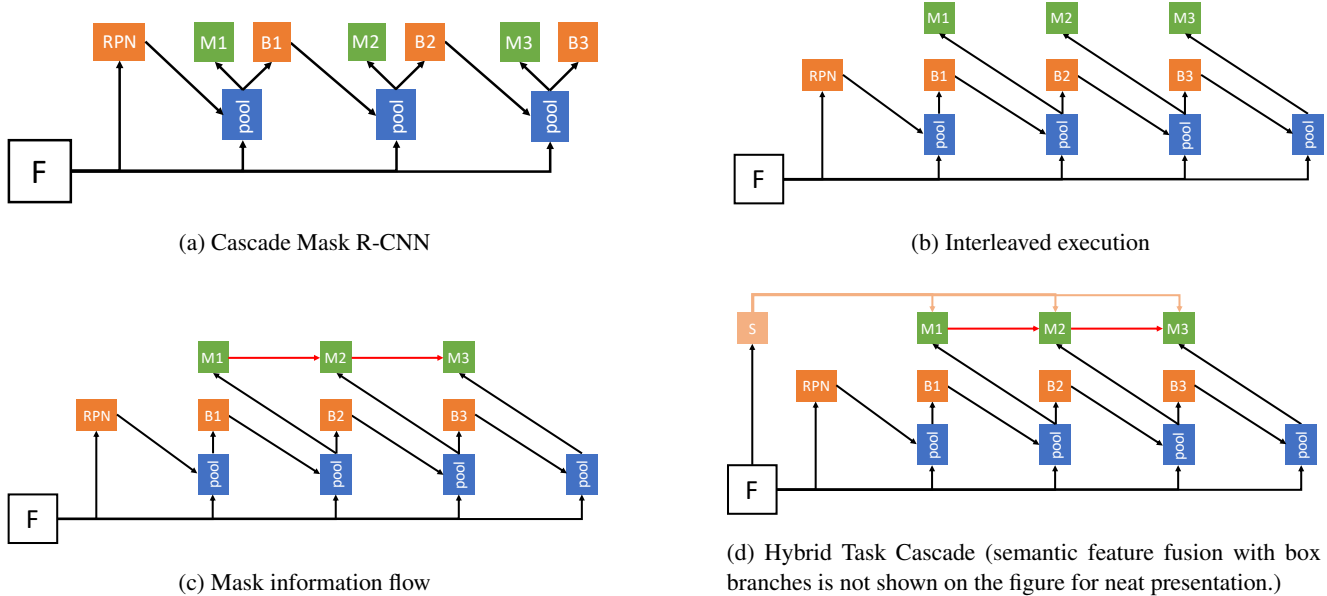 RPN M1 B1 M2 B2 M3 B3
pool pool pool
F
(a) Cascade Mask R-CNN
M1 M2 M3
RPN B1 B2 B3
pool pool pool pool
F
(b) Interleaved execution
M1 M2 M3
RPN B1 B2 B3
pool pool pool pool
F
(c) Mask information flow
S M1 M2 M3
RPN B1 B2 B3
pool pool pool pool
F
(d) Hybrid Task Cascade (semantic feature fusion with box
branches is not shown on the figure for neat presentation.)